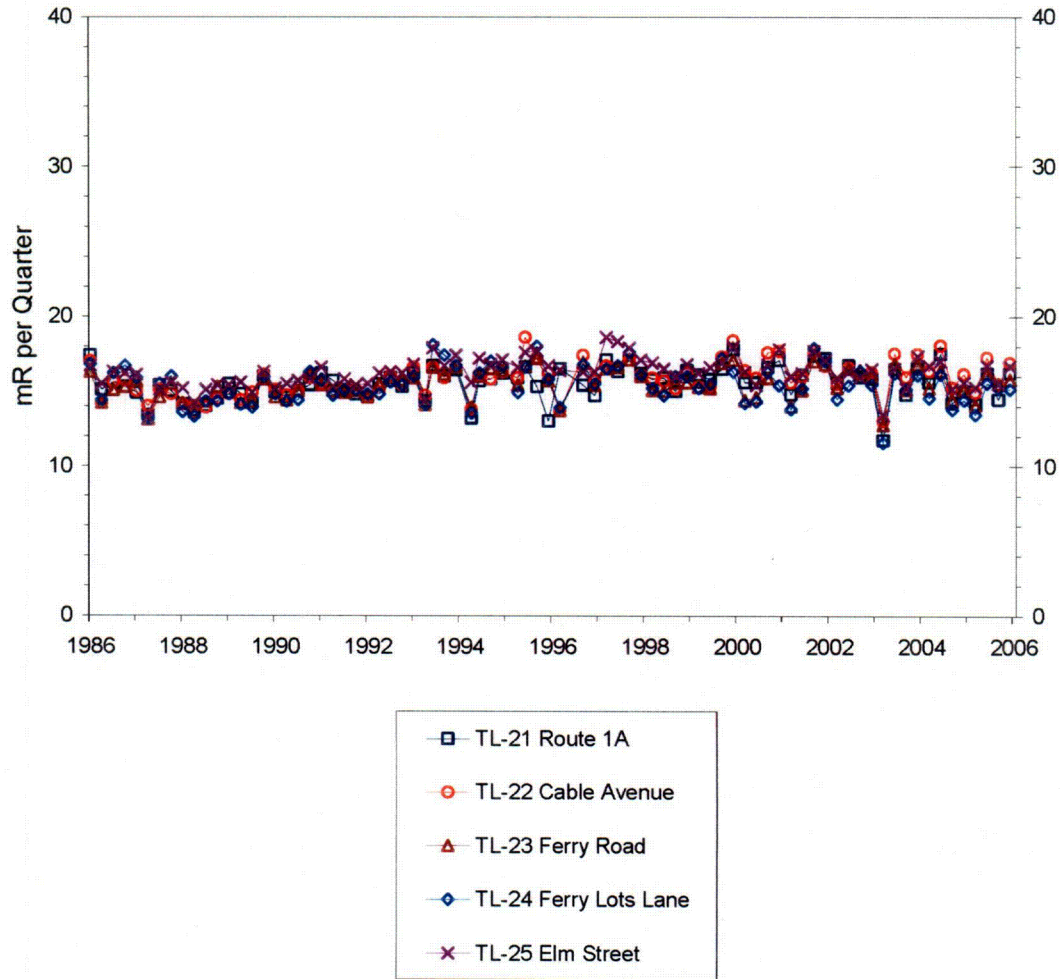 40
40
30
30
mR per Quarter
20
20
10
10
0
0
1986 1988 1990 1992 1994 1996 1998 2000 2002 2004 2006
TL-21 Route 1A
TL-22 Cable Avenue
TL-23 Ferry Road
TL-24 Ferry Lots Lane
TL-25 Elm Street